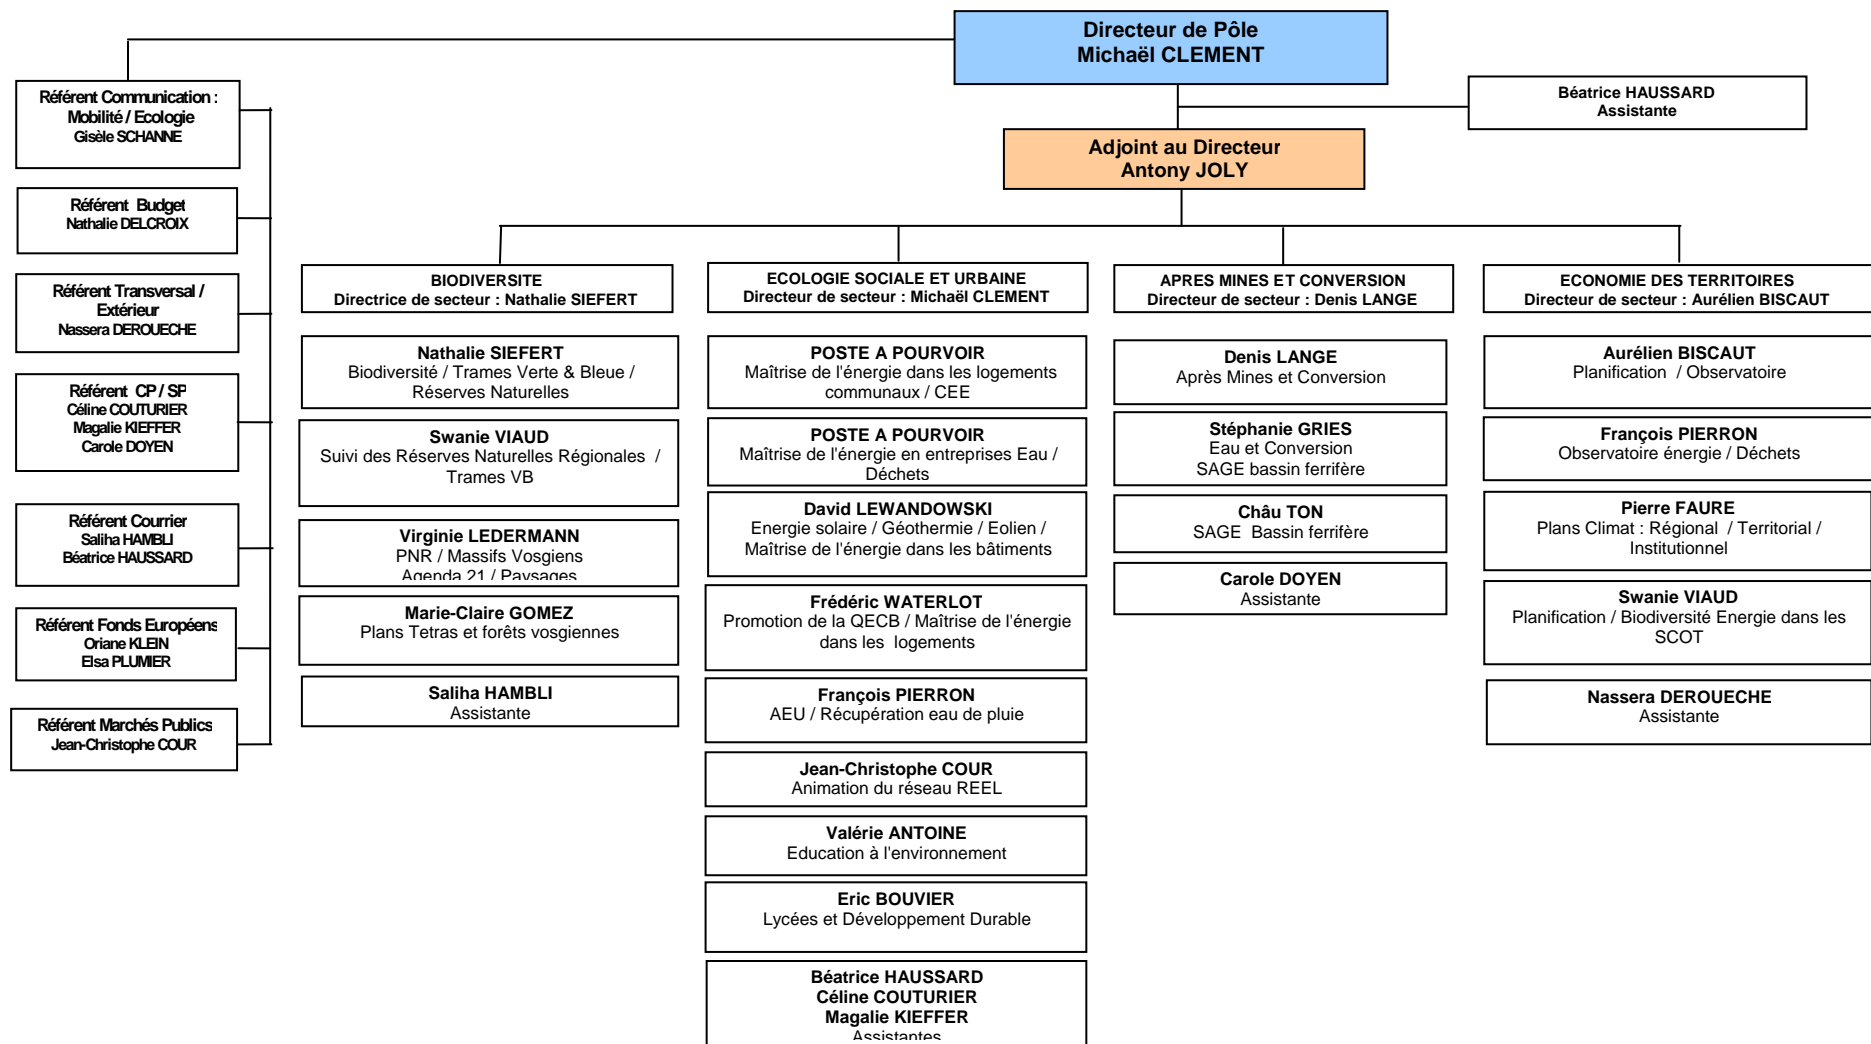 Directeur de Pôle
Michaël CLEMENT
Béatrice HAUSSARD
Assistante
Adjoint au Directeur
Antony JOLY
Référent Communication :
Mobilité / Ecologie
Gisèle SCHANNE
Référent Budget
Nathalie DELCROIX
Référent Transversal /
Extérieur
Nassera DEROUECHE
Référent CP / SP
Céline COUTURIER
Magalie KIEFFER
Carole DOYEN
Référent Courrier
Saliha HAMBLI
Béatrice HAUSSARD
Référent Fonds Européens
Oriane KLEIN
Elsa PLUMIER
Référent Marchés Publics
Jean-Christophe COUR
BIODIVERSITE
Directrice de secteur : Nathalie SIEFERT
Nathalie SIEFERT
Biodiversité / Trames Verte & Bleue /
Réserves Naturelles
Swanie VIAUD
Suivi des Réserves Naturelles Régionales /
Trames VB
Virginie LEDERMANN
PNR / Massifs Vosgiens
Agenda 21 / Paysages
Marie-Claire GOMEZ
Plans Tetras et forêts vosgiennes
Saliha HAMBLI
Assistante
ECOLOGIE SOCIALE ET URBAINE
Directeur de secteur : Michaël CLEMENT
POSTE A POURVOIR
Maîtrise de l'énergie dans les logements
communaux / CEE
POSTE A POURVOIR
Maîtrise de l'énergie en entreprises Eau /
Déchets
David LEWANDOWSKI
Energie solaire / Géothermie / Eolien /
Maîtrise de l'énergie dans les bâtiments
Frédéric WATERLOT
Promotion de la QECB / Maîtrise de l'énergie
dans les logements
François PIERRON
AEU / Récupération eau de pluie
Jean-Christophe COUR
Animation du réseau REEL
Valérie ANTOINE
Education à l'environnement
Eric BOUVIER
Lycées et Développement Durable
Béatrice HAUSSARD
Céline COUTURIER
Magalie KIEFFER
Assistantes
APRES MINES ET CONVERSION
Directeur de secteur : Denis LANGE
Denis LANGE
Après Mines et Conversion
Stéphanie GRIES
Eau et Conversion
SAGE bassin ferrifère
Châu TON
SAGE Bassin ferrifère
Carole DOYEN
Assistante
ECONOMIE DES TERRITOIRES
Directeur de secteur : Aurélien BISCAUT
Aurélien BISCAUT
Planification / Observatoire
François PIERRON
Observatoire énergie / Déchets
Pierre FAURE
Plans Climat : Régional / Territorial /
Institutionnel
Swanie VIAUD
Planification / Biodiversité Energie dans les
SCOT
Nassera DEROUECHE
Assistante